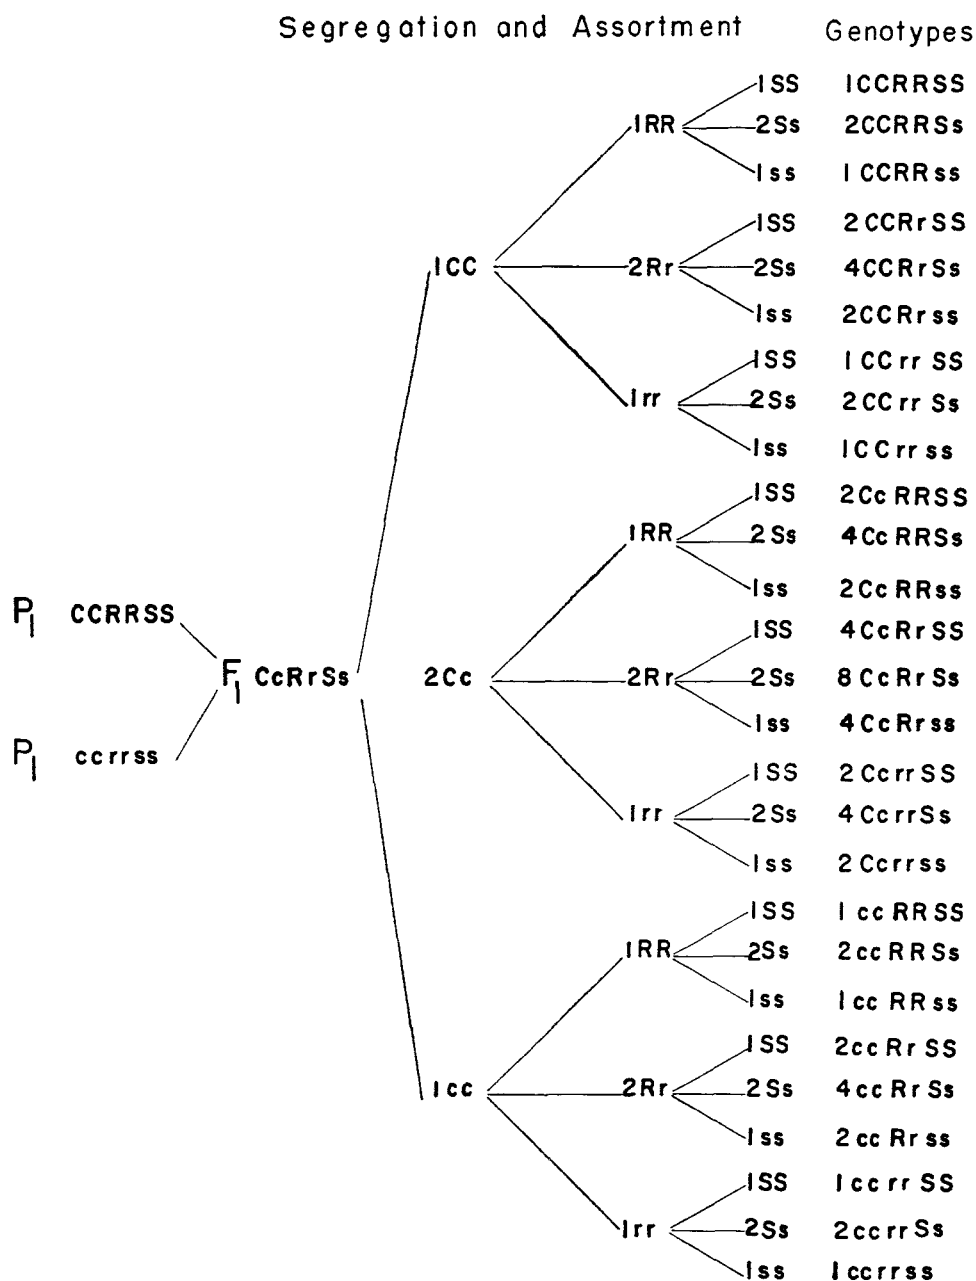 Segregation and Assortment Genotypes
1SS 1CCRRSS
1RR 2Ss 2CCRRSs
1ss 1CCRRss
1SS 2CCRrSS
1CC 2Rr 2Ss 4CCRrSs
1ss 2CCRrss
1SS 1CCrrSS
1rr 2Ss 2CCrrSs
1ss 1CCrrss
1SS 2CcRRSS
1RR 2Ss 4CcRRSs
1ss 2CcRRss
P1 CCRRSS
1SS 4CcRrSS
F1 CcRrSs 2Cc 2Rr 2Ss 8CcRrSs
1ss 4CcRrss
P1 ccrrss
1SS 2CcrrSS
1rr 2Ss 4CcrrSs
1ss 2Ccrrss
1SS 1ccRRSS
1RR 2Ss 2ccRRSs
1ss 1ccRRss
1SS 2ccRrSS
1cc 2Rr 2Ss 4ccRrSs
1ss 2ccRrss
1SS 1ccrrSS
1rr 2Ss 2ccrrSs
1ss 1ccrrss